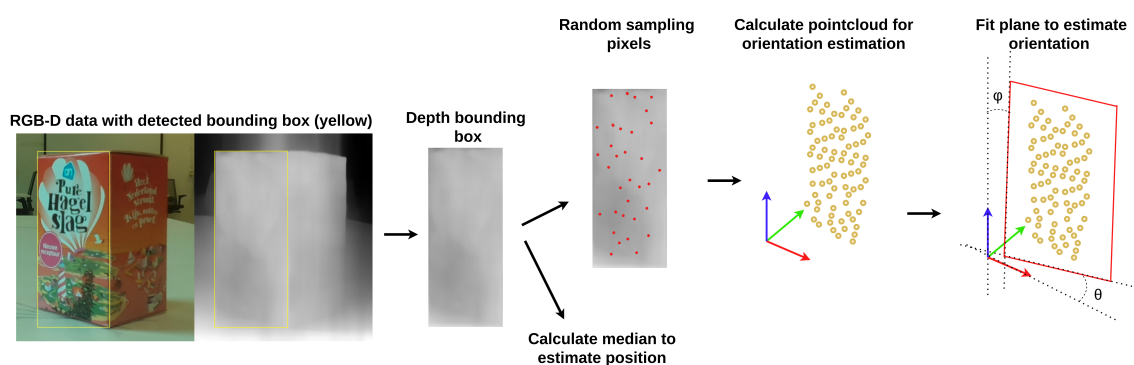 RGB-D data with detected bounding box (yellow)
Pure
Hagel
Slag
Depth bounding
box
Random sampling
pixels
Calculate median to
estimate position
Calculate pointcloud for
orientation estimation
Fit plane to estimate
orientation
φ
θ